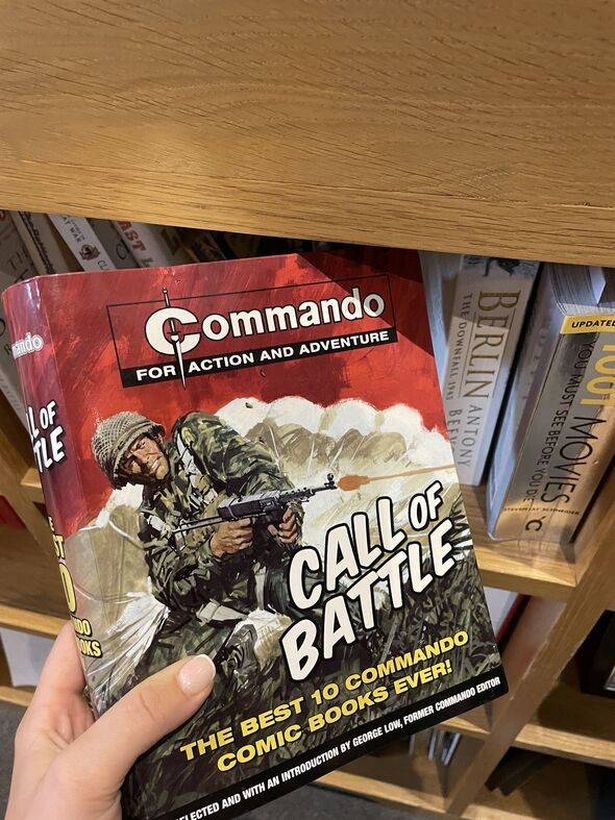 Commando
FOR ACTION AND ADVENTURE
CALL OF
BATTLE
THE BEST 10 COMMANDO
COMIC BOOKS EVER!
AND WITH AN INTRODUCTION BY GEORGE LOW, FORMER COMMANDO EDITOR
BERLIN
THE DOWNFALL 1945
ANTONY
UPDATED
1001 MOVIES
YOU MUST SEE BEFORE YOU DIE